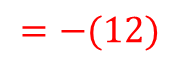 = −(12)